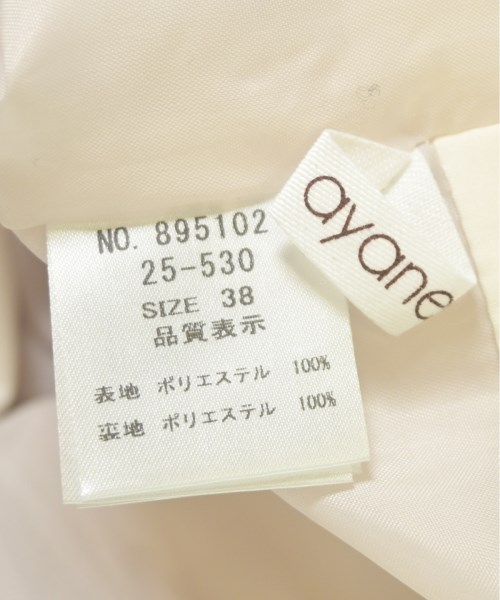 ayane
NO. 895102
25-530
SIZE 38
品質表示
表地 ポリエステル 100%
裏地 ポリエステル 100%